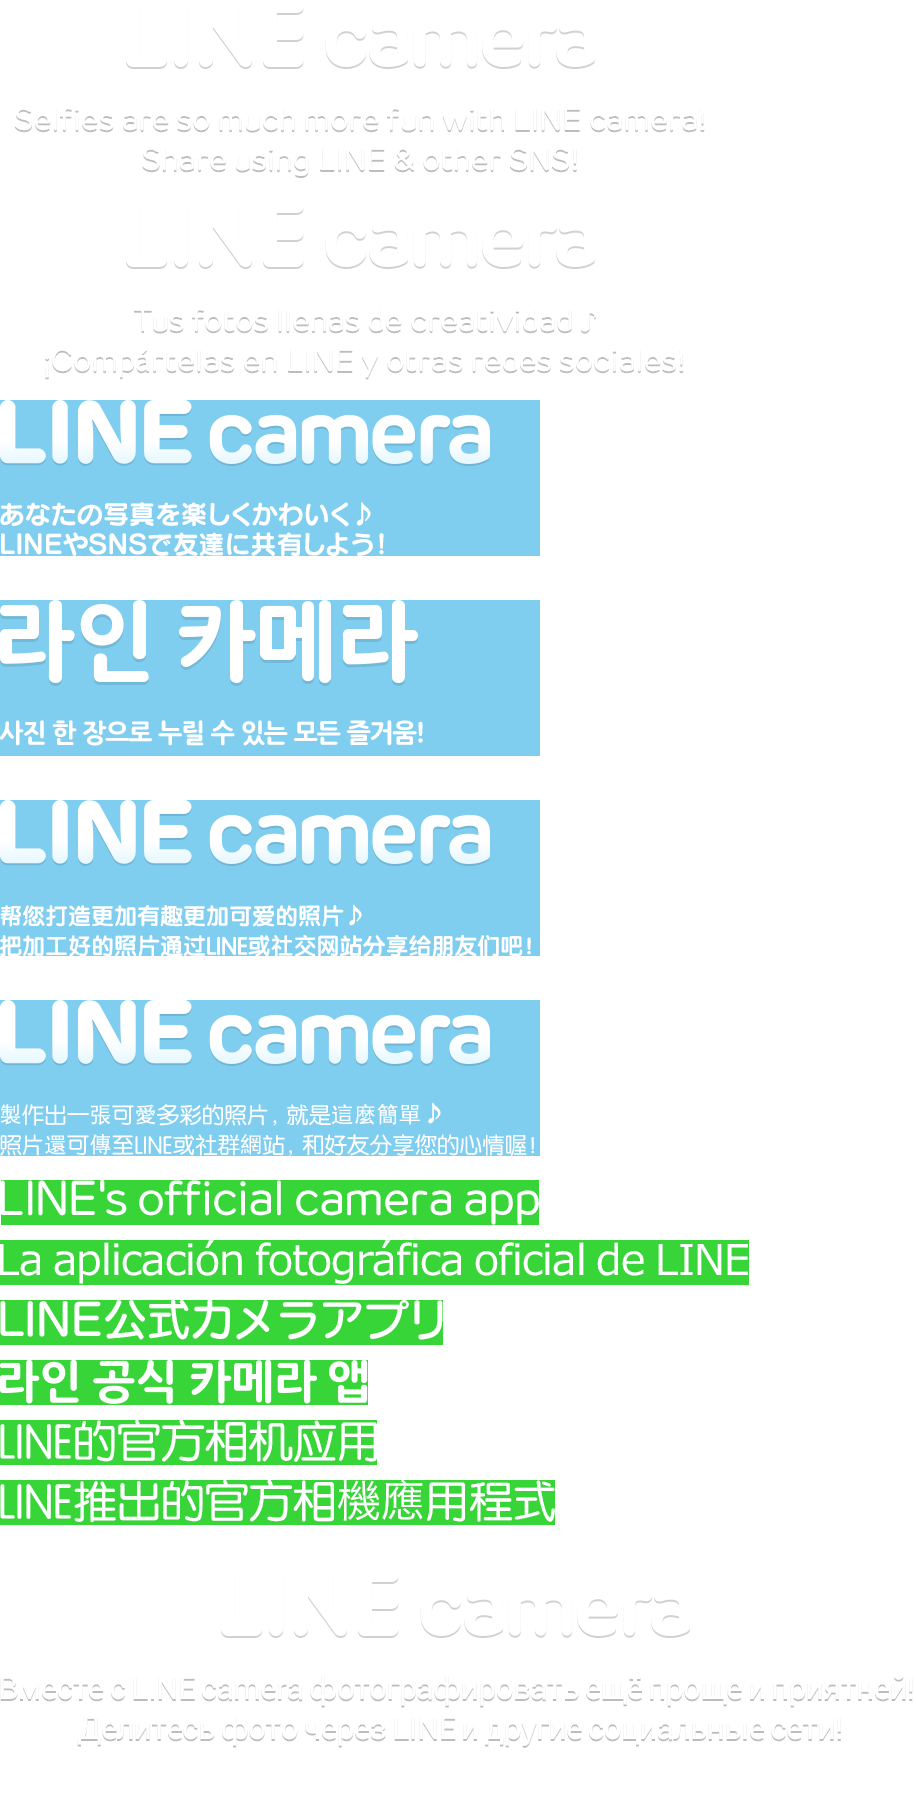 LINE camera
Selfies are so much more fun with LINE camera!
Share using LINE & other SNS!
LINE camera
Tus fotos llenas de creatividad ♪
¡Compártelas en LINE y otras redes sociales!
LINE camera
あなたの写真を楽しくかわいく♪
LINEやSNSで友達に共有しよう!
라인 카메라
사진 한 장으로 누릴 수 있는 모든 즐거움!
LINE camera
帮您打造更加有趣更加可爱的照片♪
把加工好的照片通过LINE或社交网站分享给朋友们吧!
LINE camera
製作出一張可愛多彩的照片, 就是這麼簡單♪
照片還可傳至LINE或社群網站, 和好友分享您的心情喔!
LINE's official camera app
La aplicación fotográfica oficial de LINE
LINE公式カメラアプリ
라인 공식 카메라 앱
LINE的官方相机应用
LINE推出的官方相機應用程式
LINE camera
Вместе с LINE camera фотографировать ещё проще и приятней!
Делитесь фото через LINE и другие социальные сети!